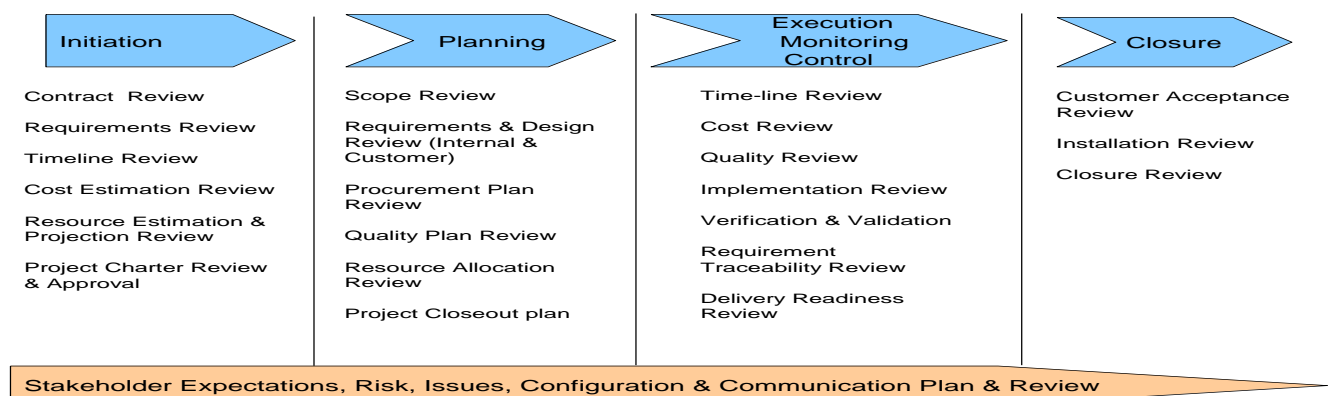 Initiation
Contract Review
Requirements Review
Timeline Review
Cost Estimation Review
Resource Estimation &
Projection Review
Project Charter Review
& Approval
Planning
Scope Review
Requirements & Design
Review (Internal &
Customer)
Procurement Plan
Review
Quality Plan Review
Resource Allocation
Review
Project Closeout plan
Execution
Monitoring
Control
Time-line Review
Cost Review
Quality Review
Implementation Review
Verification & Validation
Requirement
Traceability Review
Delivery Readiness
Review
Closure
Customer Acceptance
Review
Installation Review
Closure Review
Stakeholder Expectations, Risk, Issues, Configuration & Communication Plan & Review